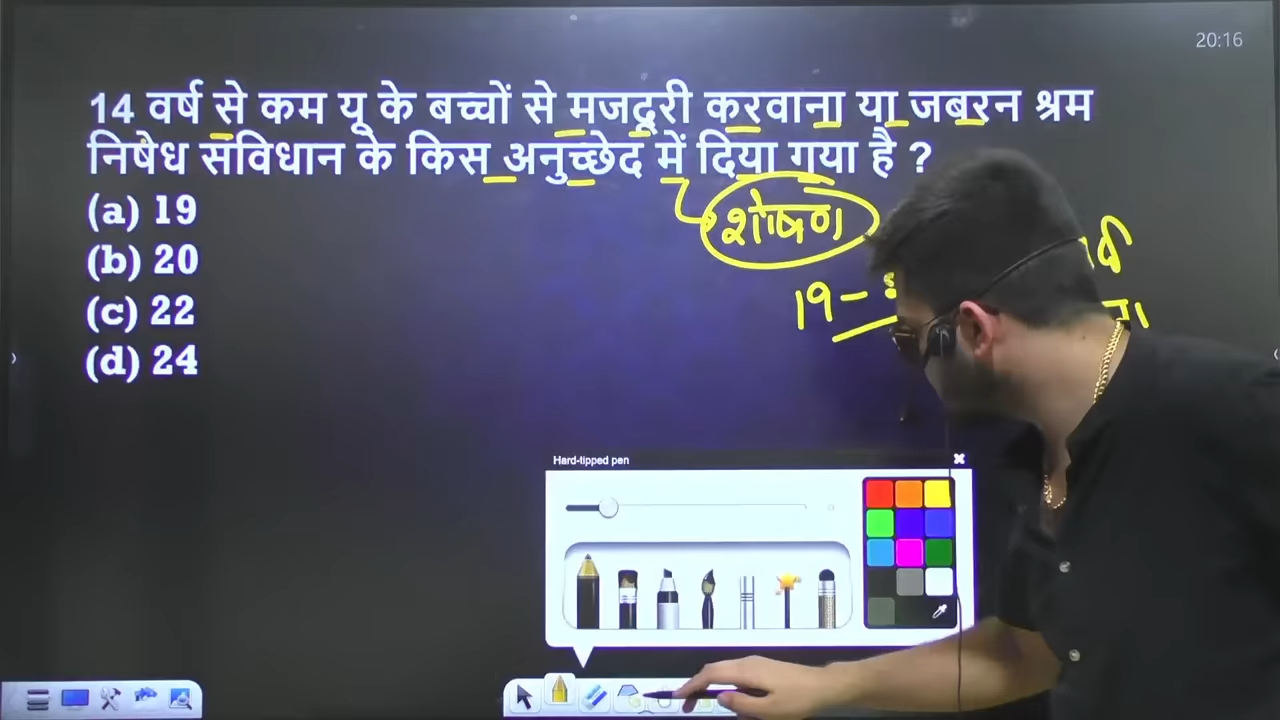 20:16
14 वर्ष से कम यू के बच्चों से मजदूरी करवाना या जबरन श्रम
निषेध संविधान के किस अनुच्छेद में दिया गया है ?
(a) 19
(b) 20
(c) 22
(d) 24
शोषण
19 –
Hard-tipped pen